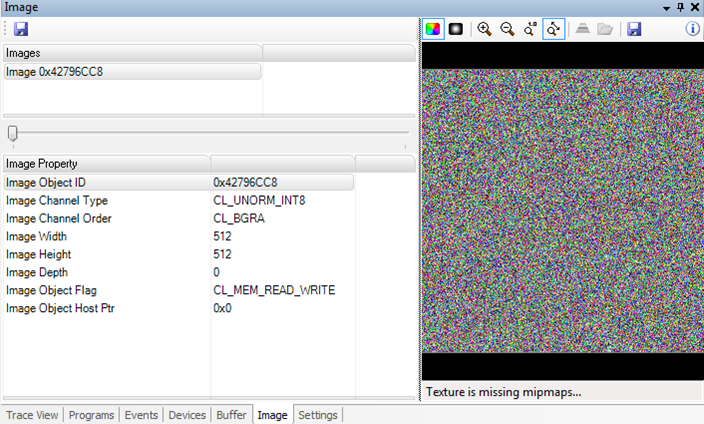 Image
Images
Image 0x42796CC8
Image Property
Image Object ID 0x42796CC8
Image Channel Type CL_UNORM_INT8
Image Channel Order CL_BGRA
Image Width 512
Image Height 512
Image Depth 0
Image Object Flag CL_MEM_READ_WRITE
Image Object Host Ptr 0x0
Texture is missing mipmaps...
Trace View Programs Events Devices Buffer Image Settings